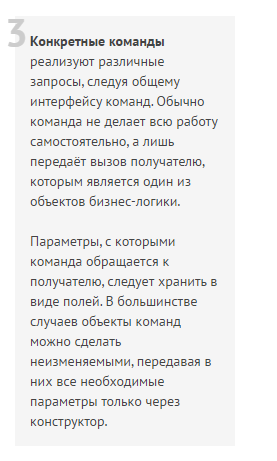 3
Конкретные команды
реализуют различные
запросы, следуя общему
интерфейсу команд. Обычно
команда не делает всю работу
самостоятельно, а лишь
передаёт вызов получателю,
которым является один из
объектов бизнес-логики.
Параметры, с которыми
команда обращается к
получателю, следует хранить в
виде полей. В большинстве
случаев объекты команд
можно сделать
неизменяемыми, передавая в
них все необходимые
параметры только через
конструктор.